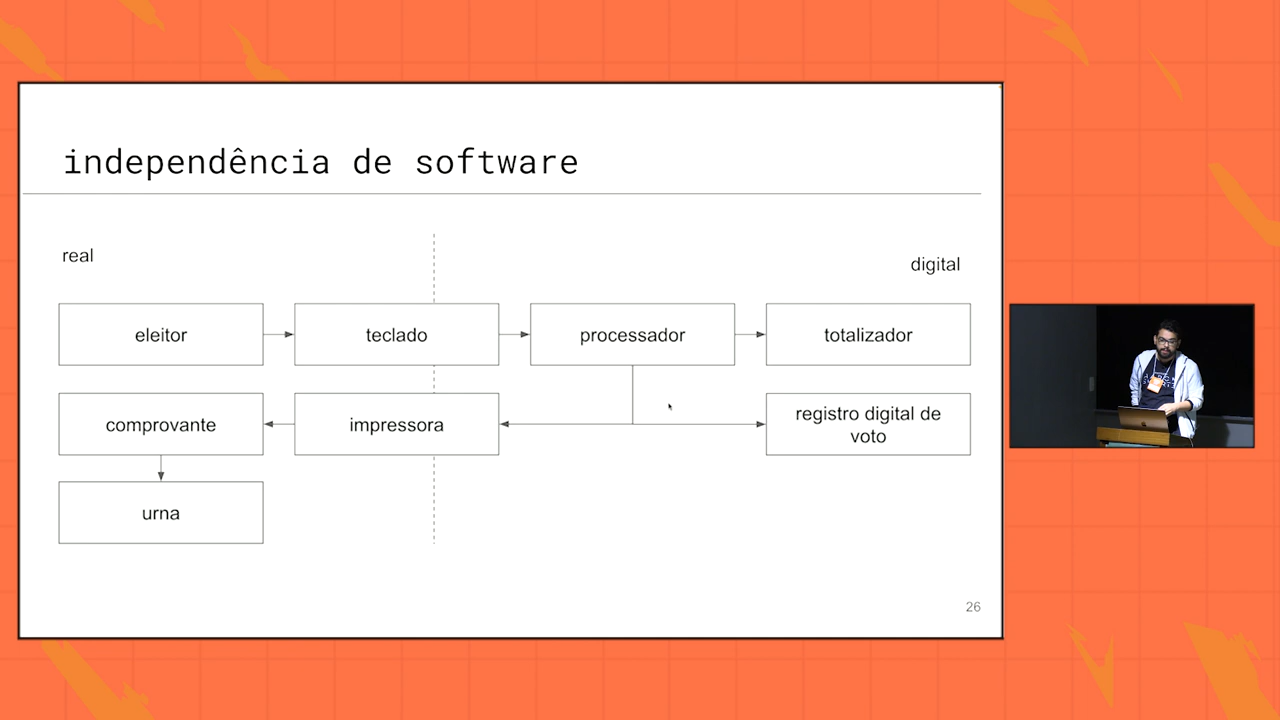 independência de software
real
digital
eleitor
teclado
processador
totalizador
comprovante
impressora
registro digital de
voto
urna
26